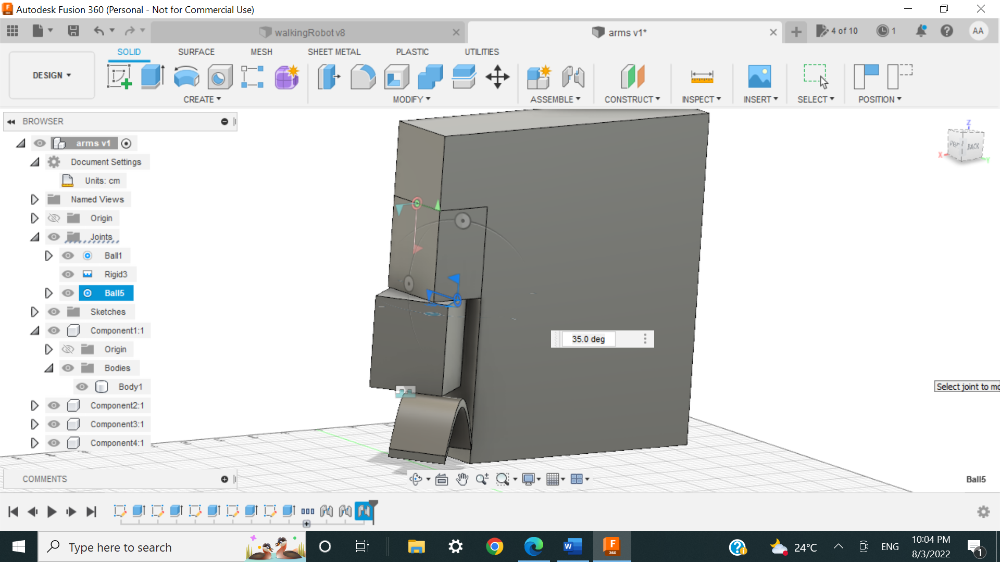 Autodesk Fusion 360 (Personal - Not for Commercial Use)
walkingRobot v8
arms v1*
4 of 10
1
AA
DESIGN
SOLID
SURFACE
MESH
SHEET METAL
PLASTIC
UTILITIES
CREATE
MODIFY
ASSEMBLE
CONSTRUCT
INSPECT
INSERT
SELECT
POSITION
BROWSER
arms v1
Document Settings
Units: cm
Named Views
Origin
Joints
Ball1
Rigid3
Ball5
Sketches
Component1:1
Origin
Bodies
Body1
Component2:1
Component3:1
Component4:1
Z
BACK
X
Y
35.0 deg
Select joint to mo
COMMENTS
Ball5
Type here to search
W
F
360
24°C
ENG
10:04 PM
8/3/2022
1